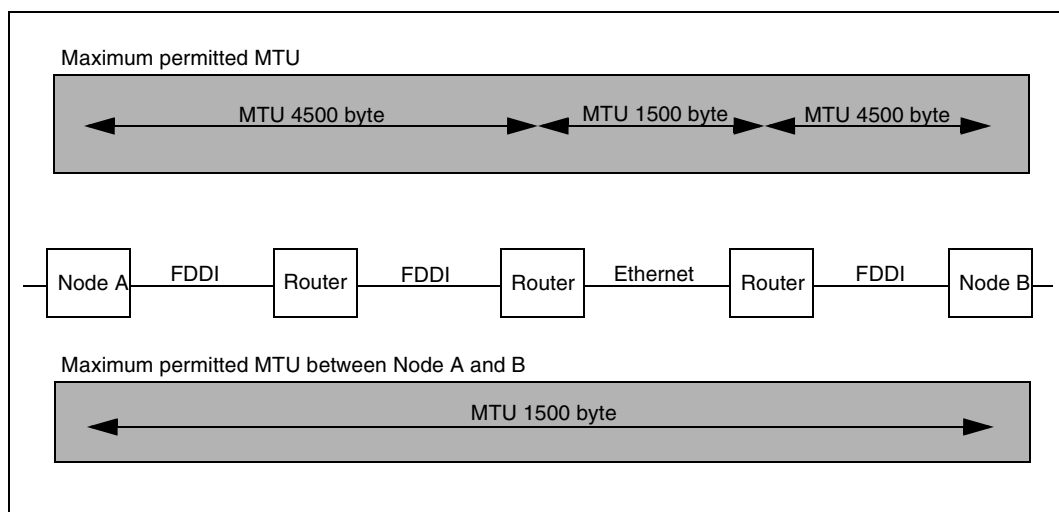 Maximum permitted MTU
MTU 4500 byte MTU 1500 byte MTU 4500 byte
Node A FDDI Router FDDI Router Ethernet Router FDDI Node B
Maximum permitted MTU between Node A and B
MTU 1500 byte